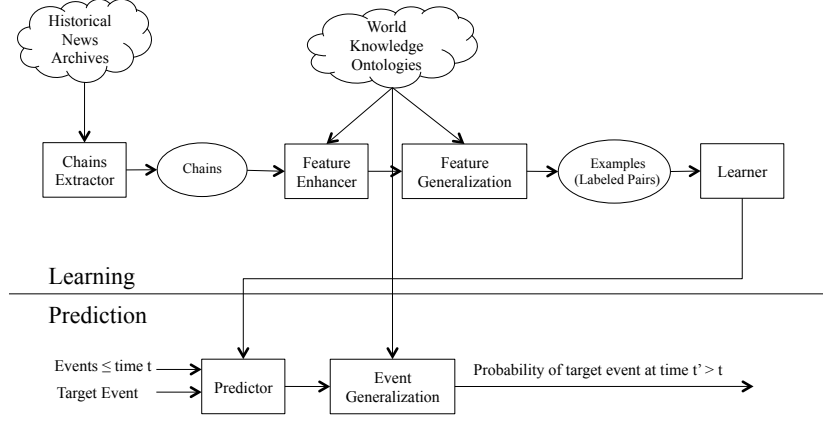 Historical
News
Archives
World
Knowledge
Ontologies
Chains
Extractor
Chains
Feature
Enhancer
Feature
Generalization
Examples
(Labeled Pairs)
Learner
Learning
Prediction
Events ≤ time t
Target Event
Predictor
Event
Generalization
Probability of target event at time t’ > t